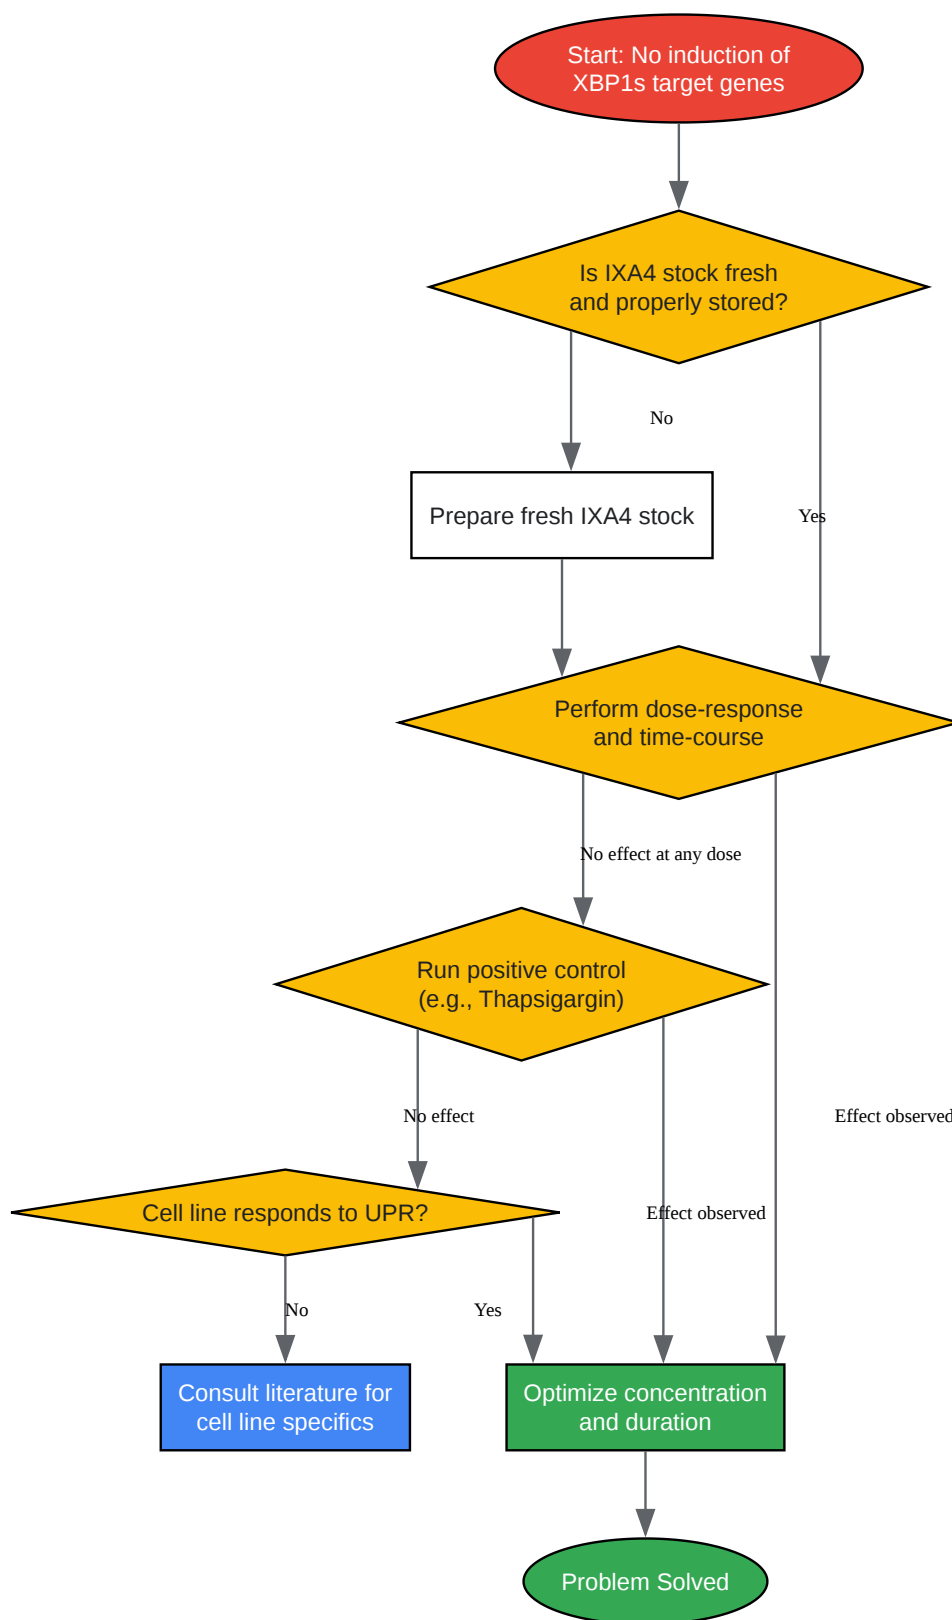 Start: No induction of
XBP1s target genes
Is IXA4 stock fresh
and properly stored?
No
Prepare fresh IXA4 stock
Yes
Perform dose-response
and time-course
No effect at any dose
Run positive control
(e.g., Thapsigargin)
No effect
Effect observed
Cell line responds to UPR?
Effect observed
No
Yes
Consult literature for
cell line specifics
Optimize concentration
and duration
Problem Solved